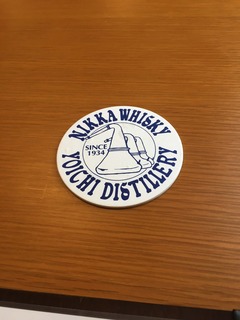 NIKKA WHISKY
SINCE
1934
YOICHI DISTILLERY